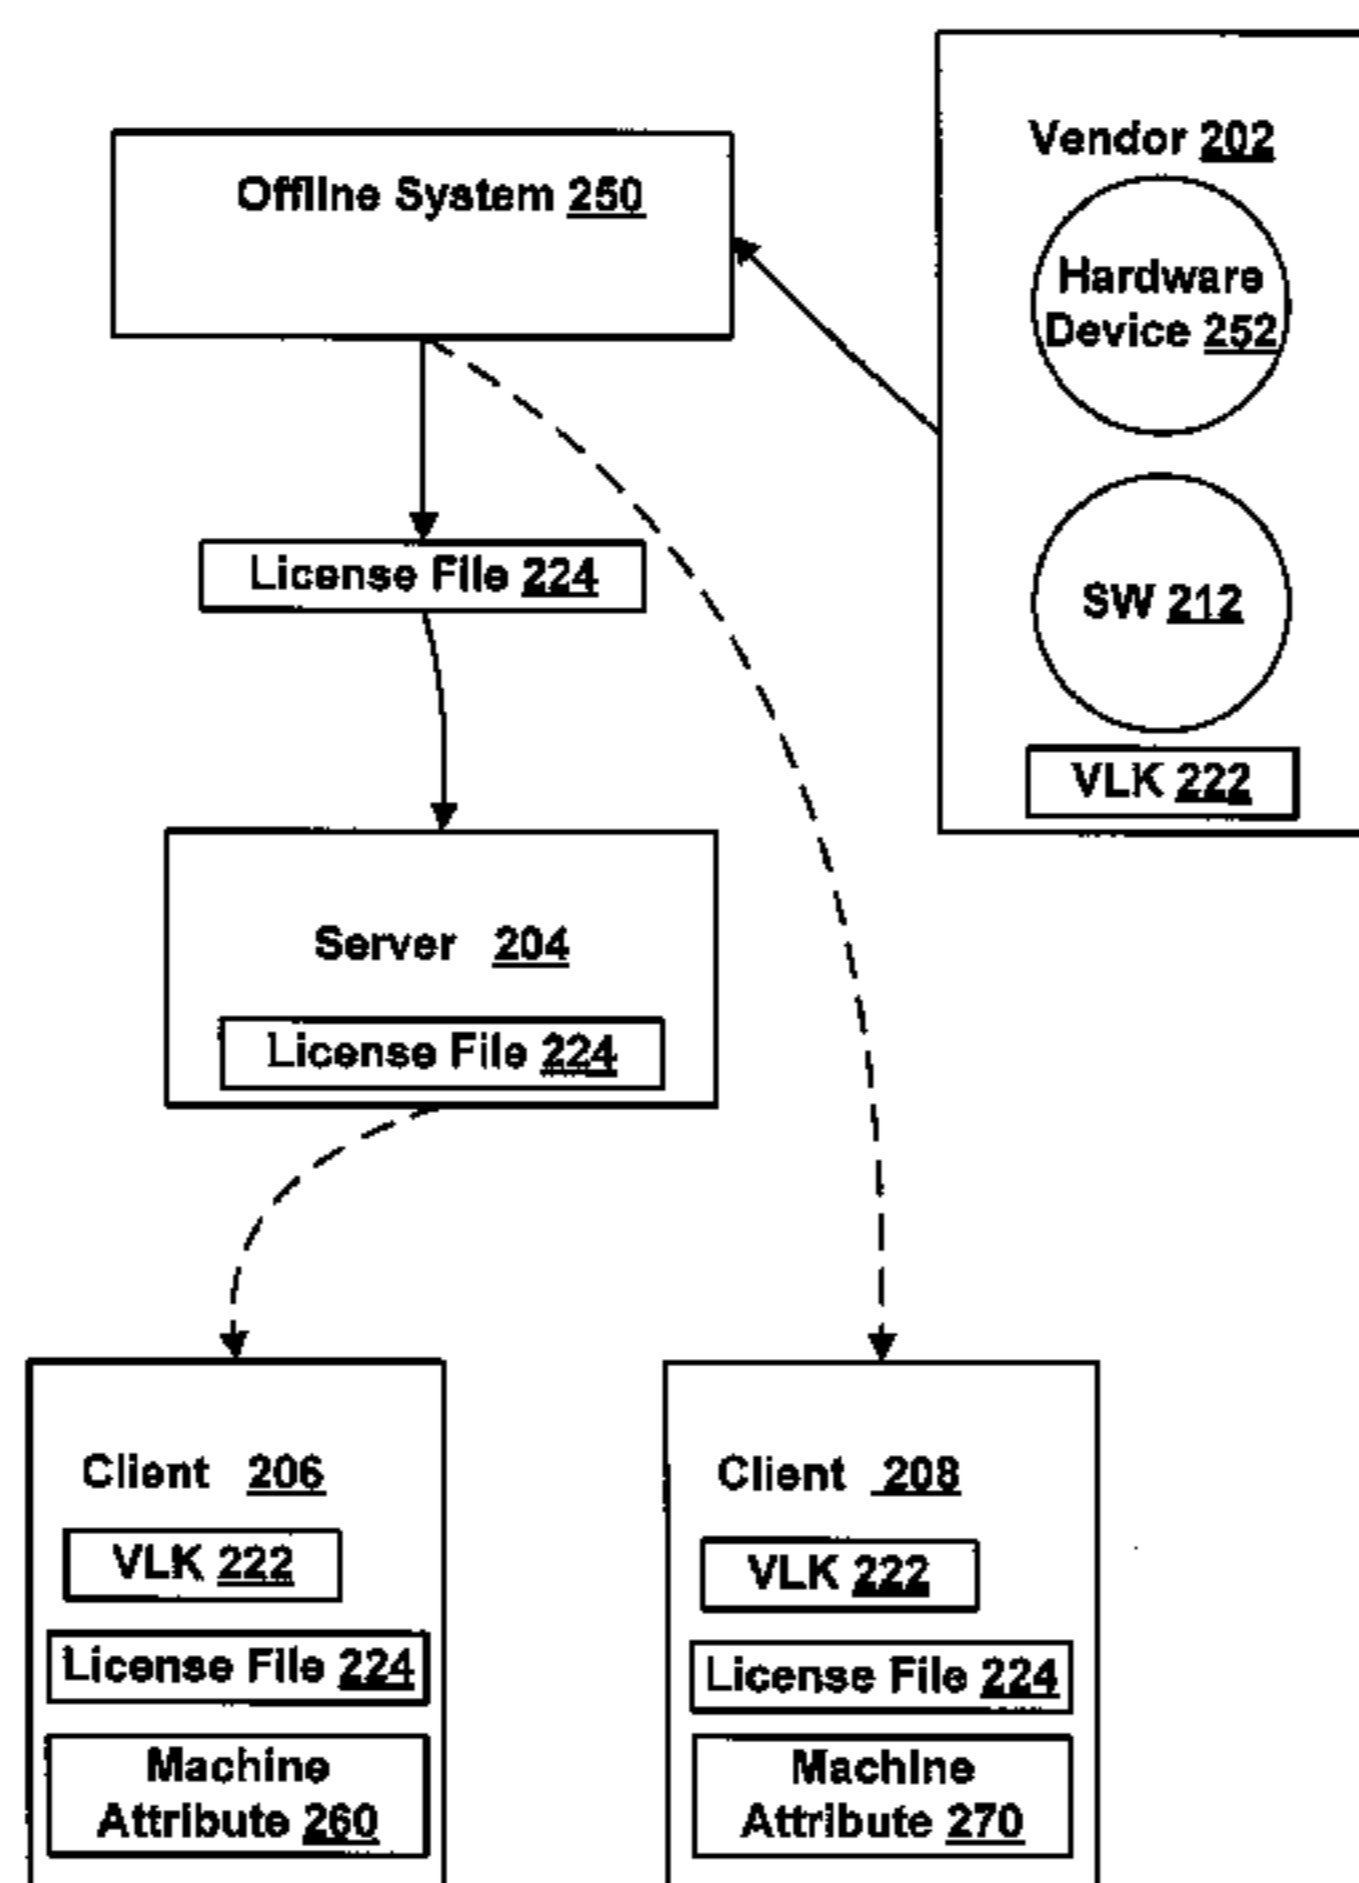 Vendor 202
Offline System 250
Hardware
Device 252
License File 224
SW 212
VLK 222
Server 204
License File 224
Client 206
VLK 222
License File 224
Machine
Attribute 260
Client 208
VLK 222
License File 224
Machine
Attribute 270